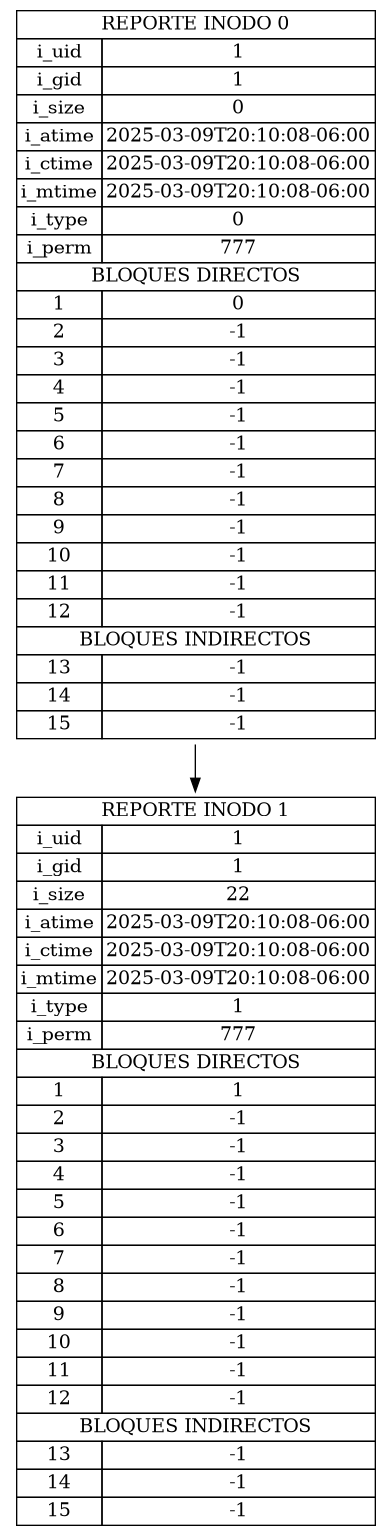 REPORTE INODO 0
i_uid 1
i_gid 1
i_size 0
i_atime 2025-03-09T20:10:08-06:00
i_ctime 2025-03-09T20:10:08-06:00
i_mtime 2025-03-09T20:10:08-06:00
i_type 0
i_perm 777
BLOQUES DIRECTOS
1 0
2 -1
3 -1
4 -1
5 -1
6 -1
7 -1
8 -1
9 -1
10 -1
11 -1
12 -1
BLOQUES INDIRECTOS
13 -1
14 -1
15 -1
REPORTE INODO 1
i_uid 1
i_gid 1
i_size 22
i_atime 2025-03-09T20:10:08-06:00
i_ctime 2025-03-09T20:10:08-06:00
i_mtime 2025-03-09T20:10:08-06:00
i_type 1
i_perm 777
BLOQUES DIRECTOS
1 1
2 -1
3 -1
4 -1
5 -1
6 -1
7 -1
8 -1
9 -1
10 -1
11 -1
12 -1
BLOQUES INDIRECTOS
13 -1
14 -1
15 -1